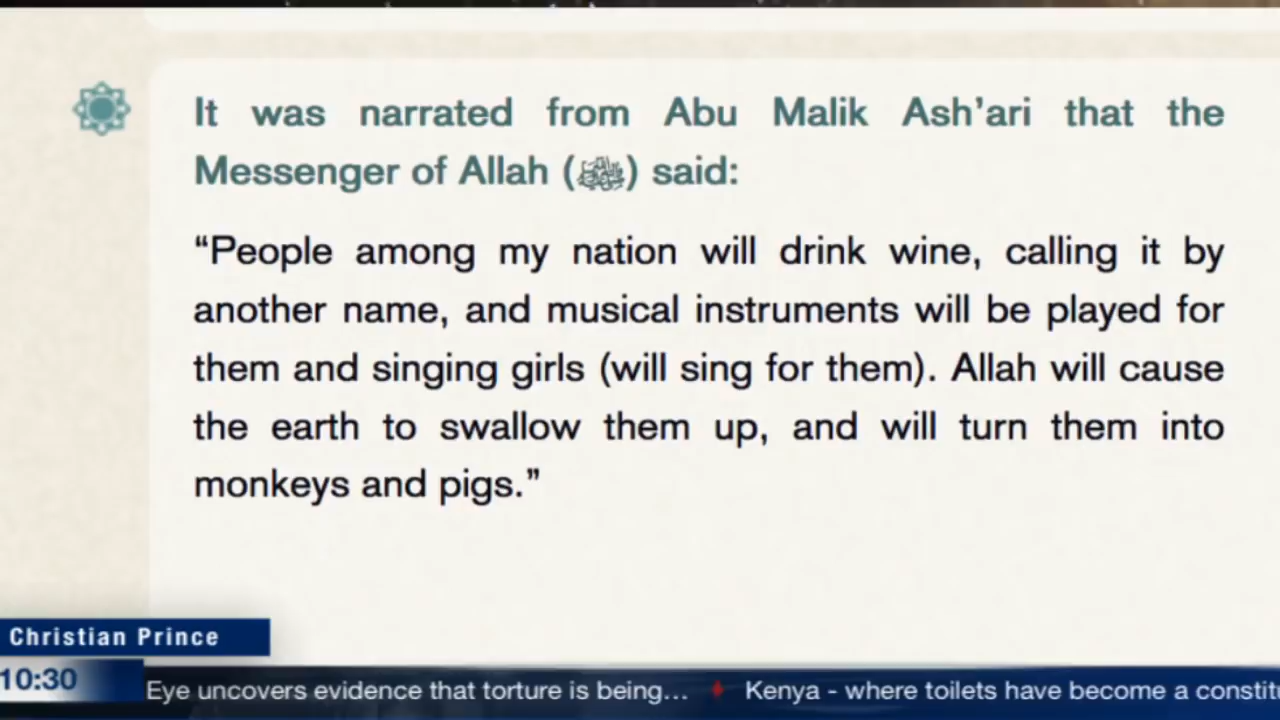 It was narrated from Abu Malik Ash’ari that the
Messenger of Allah (ﷺ) said:
“People among my nation will drink wine, calling it by
another name, and musical instruments will be played for
them and singing girls (will sing for them). Allah will cause
the earth to swallow them up, and will turn them into
monkeys and pigs.”
Christian Prince
10:30
Eye uncovers evidence that torture is being... Kenya - where toilets have become a constitu